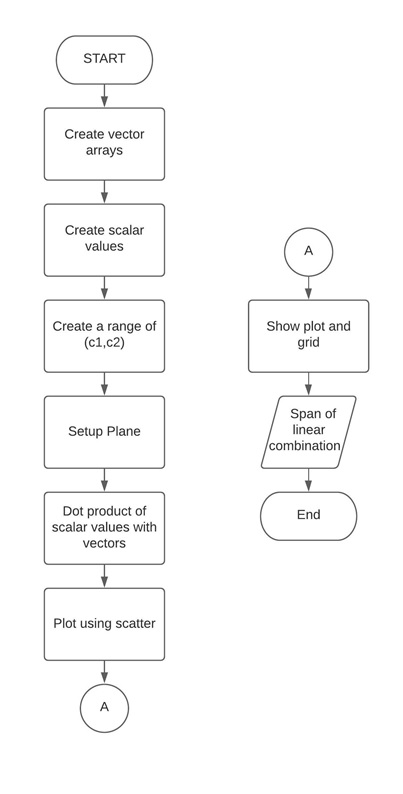 START
Create vector
arrays
Create scalar
values
Create a range of
(c1,c2)
Setup Plane
Dot product of
scalar values with
vectors
Plot using scatter
A
A
Show plot and
grid
Span of
linear
combination
End